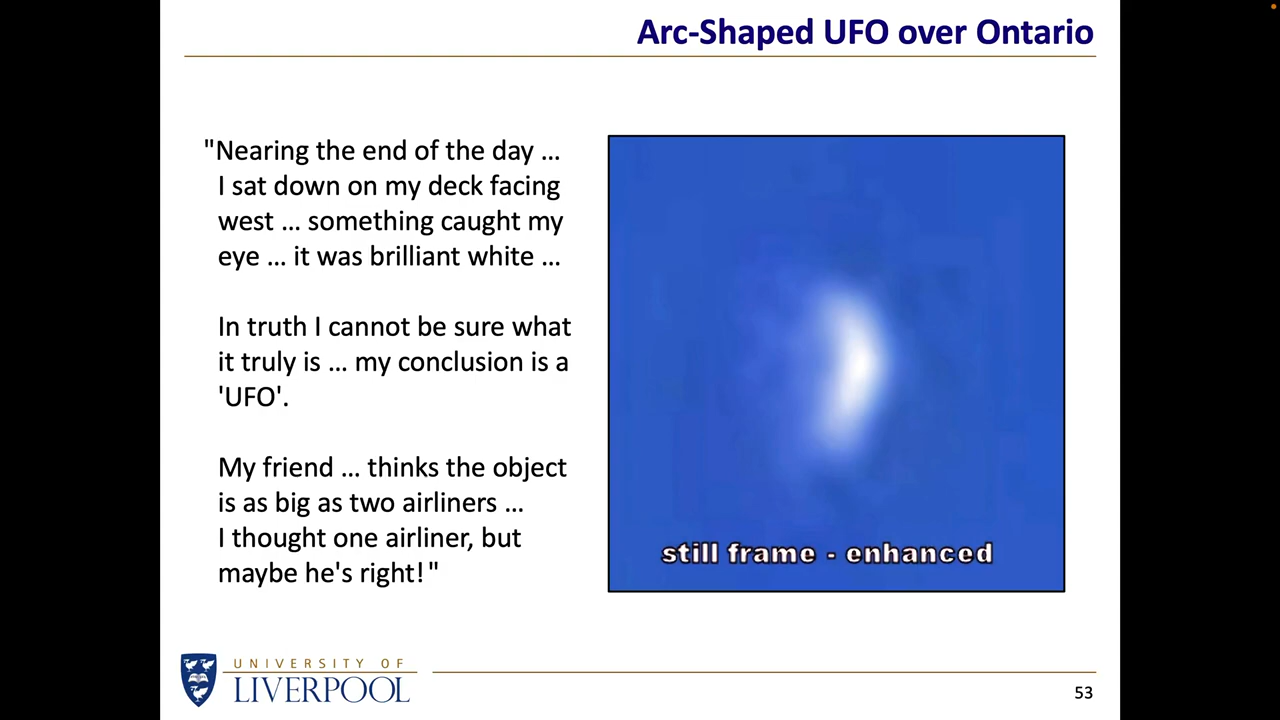 Arc-Shaped UFO over Ontario
"Nearing the end of the day ...
I sat down on my deck facing
west ... something caught my
eye ... it was brilliant white ...
In truth I cannot be sure what
it truly is ... my conclusion is a
'UFO'.
My friend ... thinks the object
is as big as two airliners ...
I thought one airliner, but
maybe he's right!"
still frame - enhanced
UNIVERSITY OF
LIVERPOOL
53